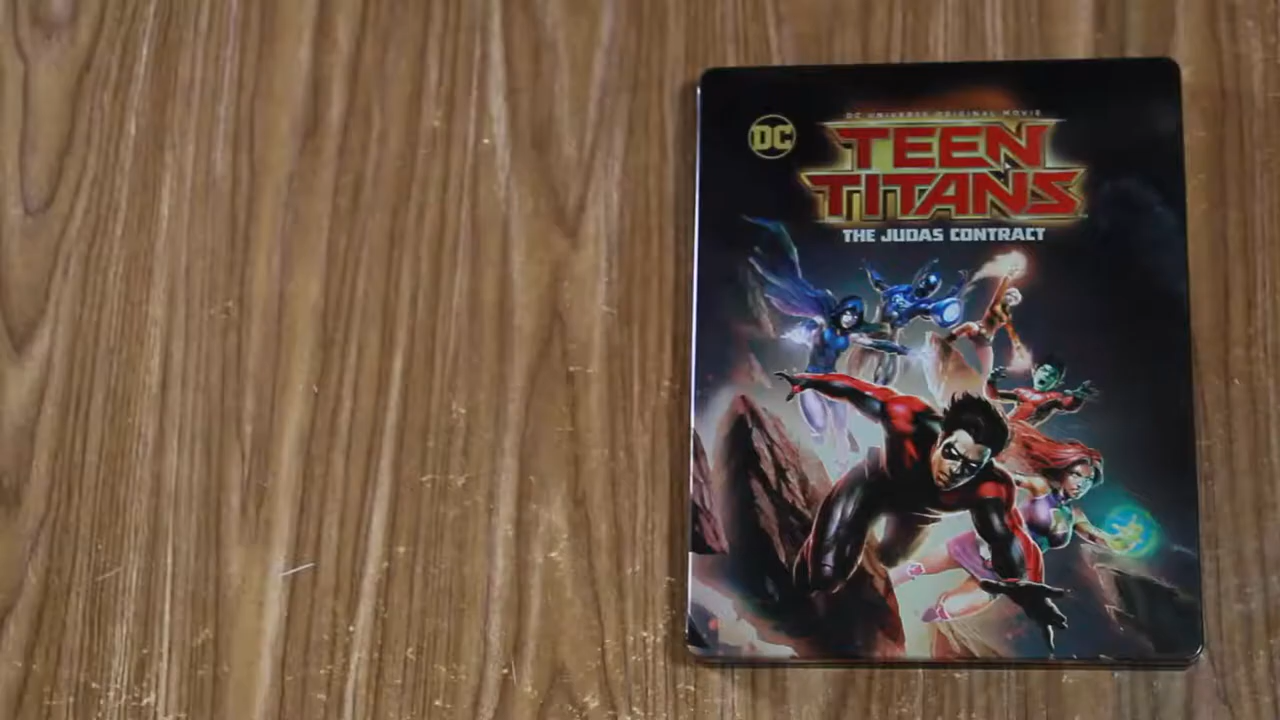 DC
DC UNIVERSE ORIGINAL MOVIE
TEEN
TITANS
THE JUDAS CONTRACT